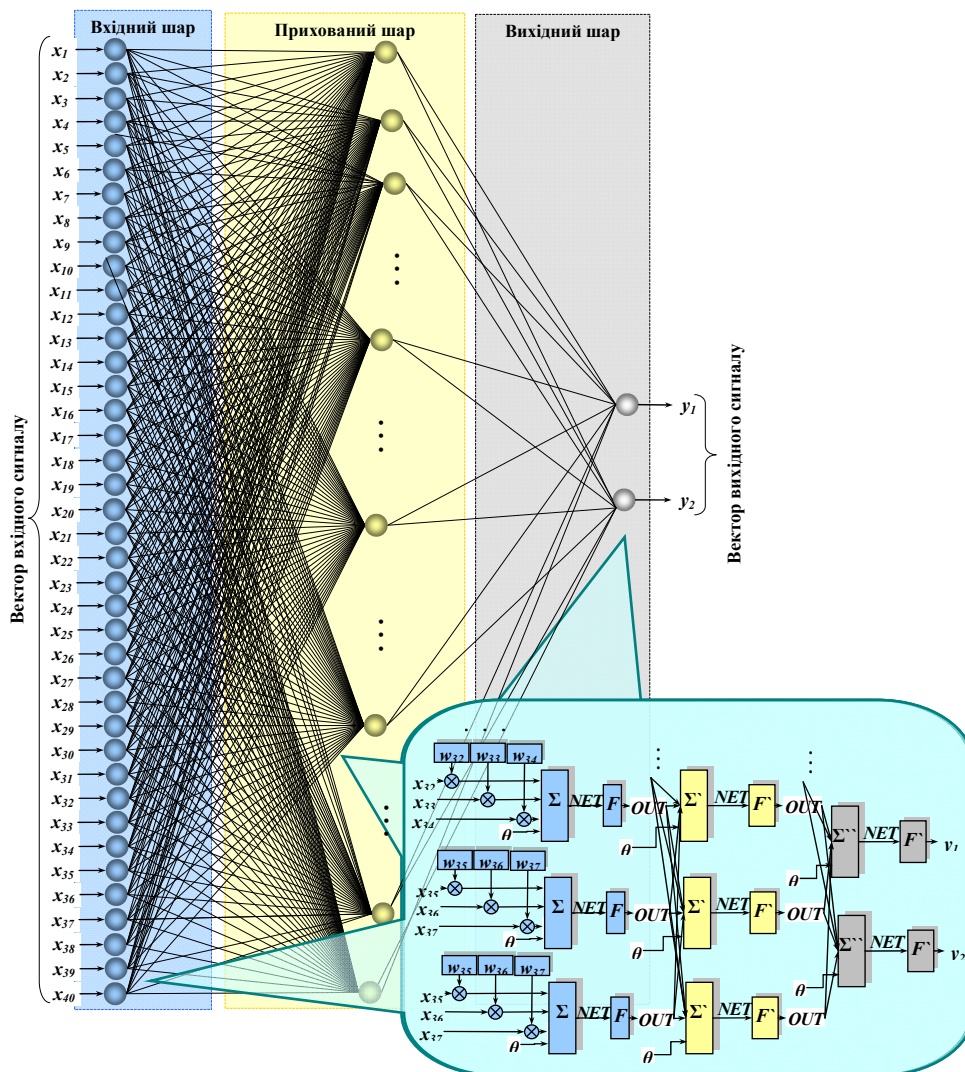 Вхідний шар
Прихований шар
Вихідний шар
Вектор вхідного сигналу
x1
x2
x3
x4
x5
x6
x7
x8
x9
x10
x11
x12
x13
x14
x15
x16
x17
x18
x19
x20
x21
x22
x23
x24
x25
x26
x27
x28
x29
x30
x31
x32
x33
x34
x35
x36
x37
x38
x39
x40
y1
y2
Вектор вихідного сигналу
w32 w33 w34
x32
x33
x34
θ
Σ NET F OUT
θ
Σ` NET F` OUT
w35 w36 w37
x35
x36
x37
θ
Σ NET F OUT
θ
Σ` NET F` OUT
w35 w36 w37
x35
x36
x37
θ
Σ NET F OUT
θ
Σ` NET F` OUT
θ
Σ`` NET F` y1
θ
Σ`` NET F` y2